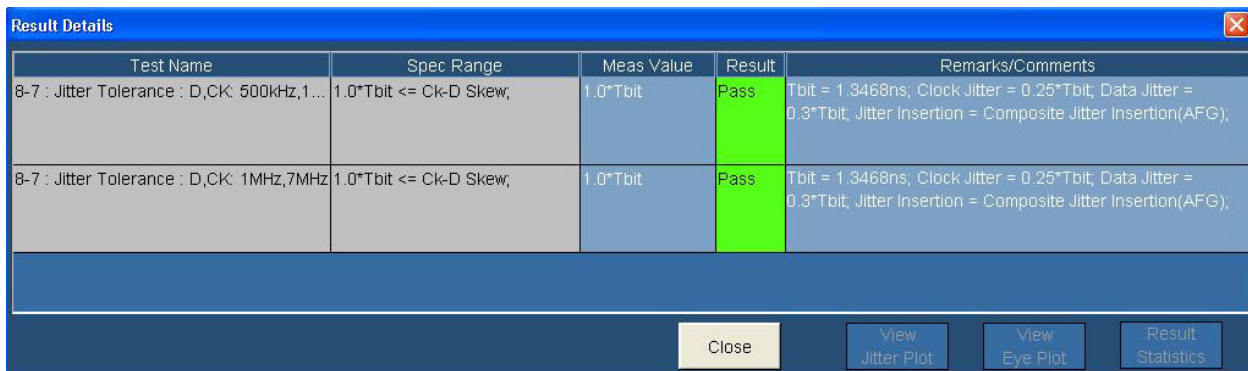 Result Details
Test Name Spec Range Meas Value Result Remarks/Comments
8-7 : Jitter Tolerance : D,CK: 500kHz,1... 1.0*Tbit <= Ck-D Skew; 1.0*Tbit Pass Tbit = 1.3468ns; Clock Jitter = 0.25*Tbit; Data Jitter =
0.3*Tbit; Jitter Insertion = Composite Jitter Insertion(AFG);
8-7 : Jitter Tolerance : D,CK: 1MHz,7MHz 1.0*Tbit <= Ck-D Skew; 1.0*Tbit Pass Tbit = 1.3468ns; Clock Jitter = 0.25*Tbit; Data Jitter =
0.3*Tbit; Jitter Insertion = Composite Jitter Insertion(AFG);
Close View Jitter Plot View Eye Plot Result Statistics